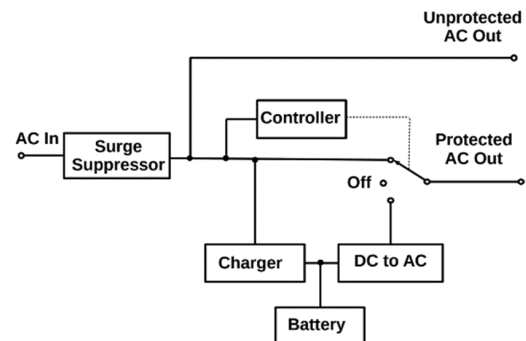 Unprotected
AC Out
Controller
AC In
Surge
Suppressor
Protected
AC Out
Off
Charger
DC to AC
Battery